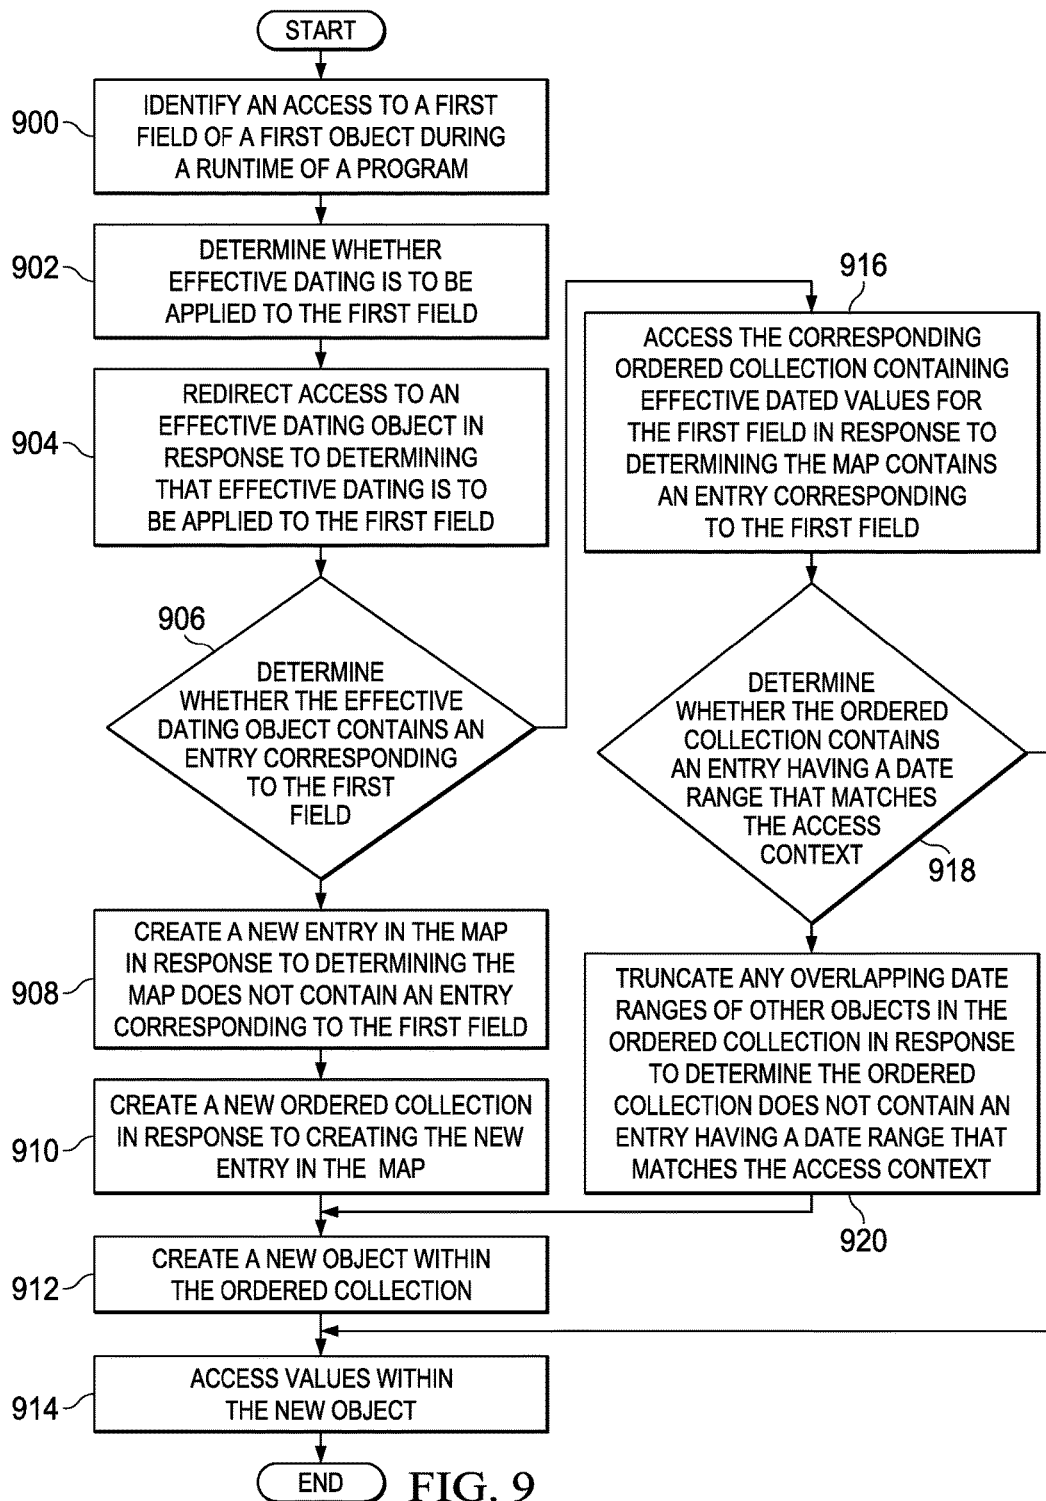 START
900
IDENTIFY AN ACCESS TO A FIRST
FIELD OF A FIRST OBJECT DURING
A RUNTIME OF A PROGRAM
902
DETERMINE WHETHER
EFFECTIVE DATING IS TO BE
APPLIED TO THE FIRST FIELD
904
REDIRECT ACCESS TO AN
EFFECTIVE DATING OBJECT IN
RESPONSE TO DETERMINING
THAT EFFECTIVE DATING IS TO
BE APPLIED TO THE FIRST FIELD
906
DETERMINE
WHETHER THE EFFECTIVE
DATING OBJECT CONTAINS AN
ENTRY CORRESPONDING
TO THE FIRST
FIELD
908
CREATE A NEW ENTRY IN THE MAP
IN RESPONSE TO DETERMINING THE
MAP DOES NOT CONTAIN AN ENTRY
CORRESPONDING TO THE FIRST FIELD
910
CREATE A NEW ORDERED COLLECTION
IN RESPONSE TO CREATING THE NEW
ENTRY IN THE MAP
912
CREATE A NEW OBJECT WITHIN
THE ORDERED COLLECTION
914
ACCESS VALUES WITHIN
THE NEW OBJECT
END
916
ACCESS THE CORRESPONDING
ORDERED COLLECTION CONTAINING
EFFECTIVE DATED VALUES FOR
THE FIRST FIELD IN RESPONSE TO
DETERMINING THE MAP CONTAINS
AN ENTRY CORRESPONDING
TO THE FIRST FIELD
DETERMINE
WHETHER THE ORDERED
COLLECTION CONTAINS
AN ENTRY HAVING A DATE
RANGE THAT MATCHES
THE ACCESS
CONTEXT
918
TRUNCATE ANY OVERLAPPING DATE
RANGES OF OTHER OBJECTS IN THE
ORDERED COLLECTION IN RESPONSE
TO DETERMINE THE ORDERED
COLLECTION DOES NOT CONTAIN AN
ENTRY HAVING A DATE RANGE THAT
MATCHES THE ACCESS CONTEXT
920
FIG. 9